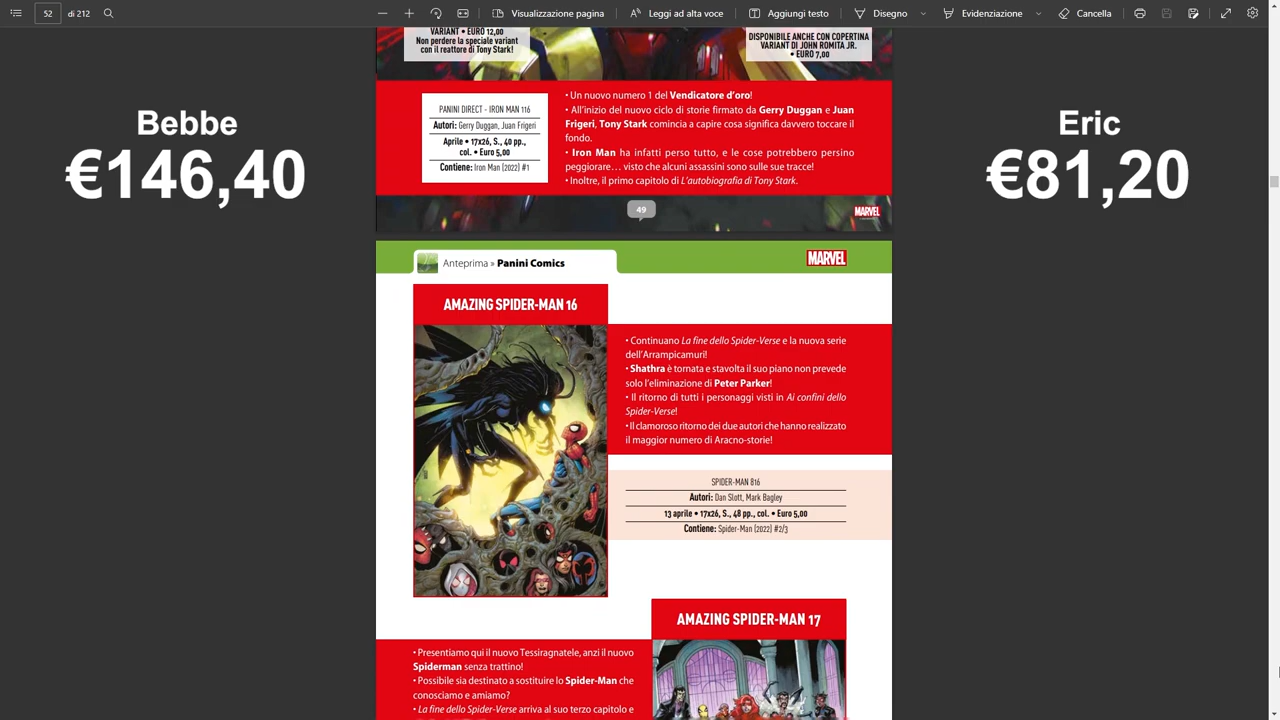 52
di 212
Evidenziazione
Cancella
Bebbe
€146,40
Eric
€81,20
VARIANT • EURO 12,00
Non perdere la speciale variant
con il reattore di Tony Stark!
DISPONIBILE ANCHE CON COPERTINA
VARIANT DI JOHN ROMITA JR.
• EURO 7,00
PANINI DIRECT - IRON MAN 116
Autori: Gerry Duggan, Juan Frigeri
Aprile • 17x26, S., 40 pp.,
col. • Euro 5,00
Contiene: Iron Man (2022) #1
• Un nuovo numero 1 del Vendicatore d'oro!
• All'inizio del nuovo ciclo di storie firmato da Gerry Duggan e Juan
Frigeri, Tony Stark comincia a capire cosa significa davvero toccare il
fondo.
• Iron Man ha infatti perso tutto, e le cose potrebbero persino
peggiorare… visto che alcuni assassini sono sulle sue tracce!
• Inoltre, il primo capitolo di L'autobiografia di Tony Stark.
49
MARVEL
Anteprima » Panini Comics
MARVEL
AMAZING SPIDER-MAN 16
• Continuano La fine dello Spider-Verse e la nuova serie
dell'Arrampicamuri!
• Shathra è tornata e stavolta il suo piano non prevede
solo l'eliminazione di Peter Parker!
• Il ritorno di tutti i personaggi visti in Ai confini dello
Spider-Verse!
• Il clamoroso ritorno dei due autori che hanno realizzato
il maggior numero di Aracno-storie!
SPIDER-MAN 816
Autori: Dan Slott, Mark Bagley
13 aprile • 17x26, S., 48 pp., col. • Euro 5,00
Contiene: Spider-Man (2022) #2/3
AMAZING SPIDER-MAN 17
• Presentiamo qui il nuovo Tessiragnatele, anzi il nuovo
Spiderman senza trattino!
• Possibile sia destinato a sostituire lo Spider-Man che
conosciamo e amiamo?
• La fine dello Spider-Verse arriva al suo terzo capitolo e